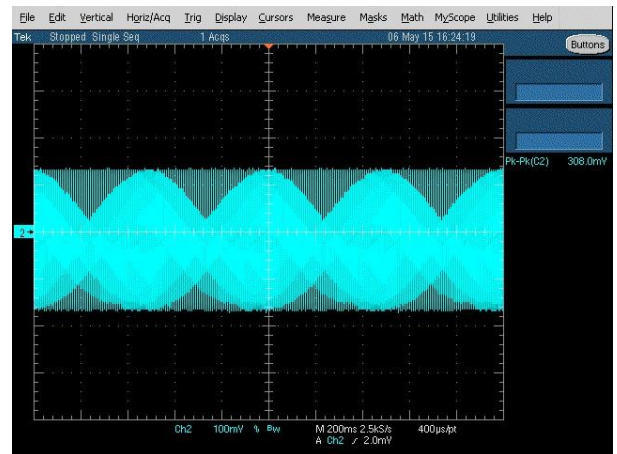 File Edit Vertical Horiz/Acq Trig Display Cursors Measure Masks Math MyScope Utilities Help
Tek Stopped Single Seq 1 Acqs 06 May 15 16:24:19 Buttons
Pk-Pk(C2) 308.0mV
2
Ch2 100mV Bw M 200ms 2.5kS/s 400µs/pt
A Ch2 2.0mV